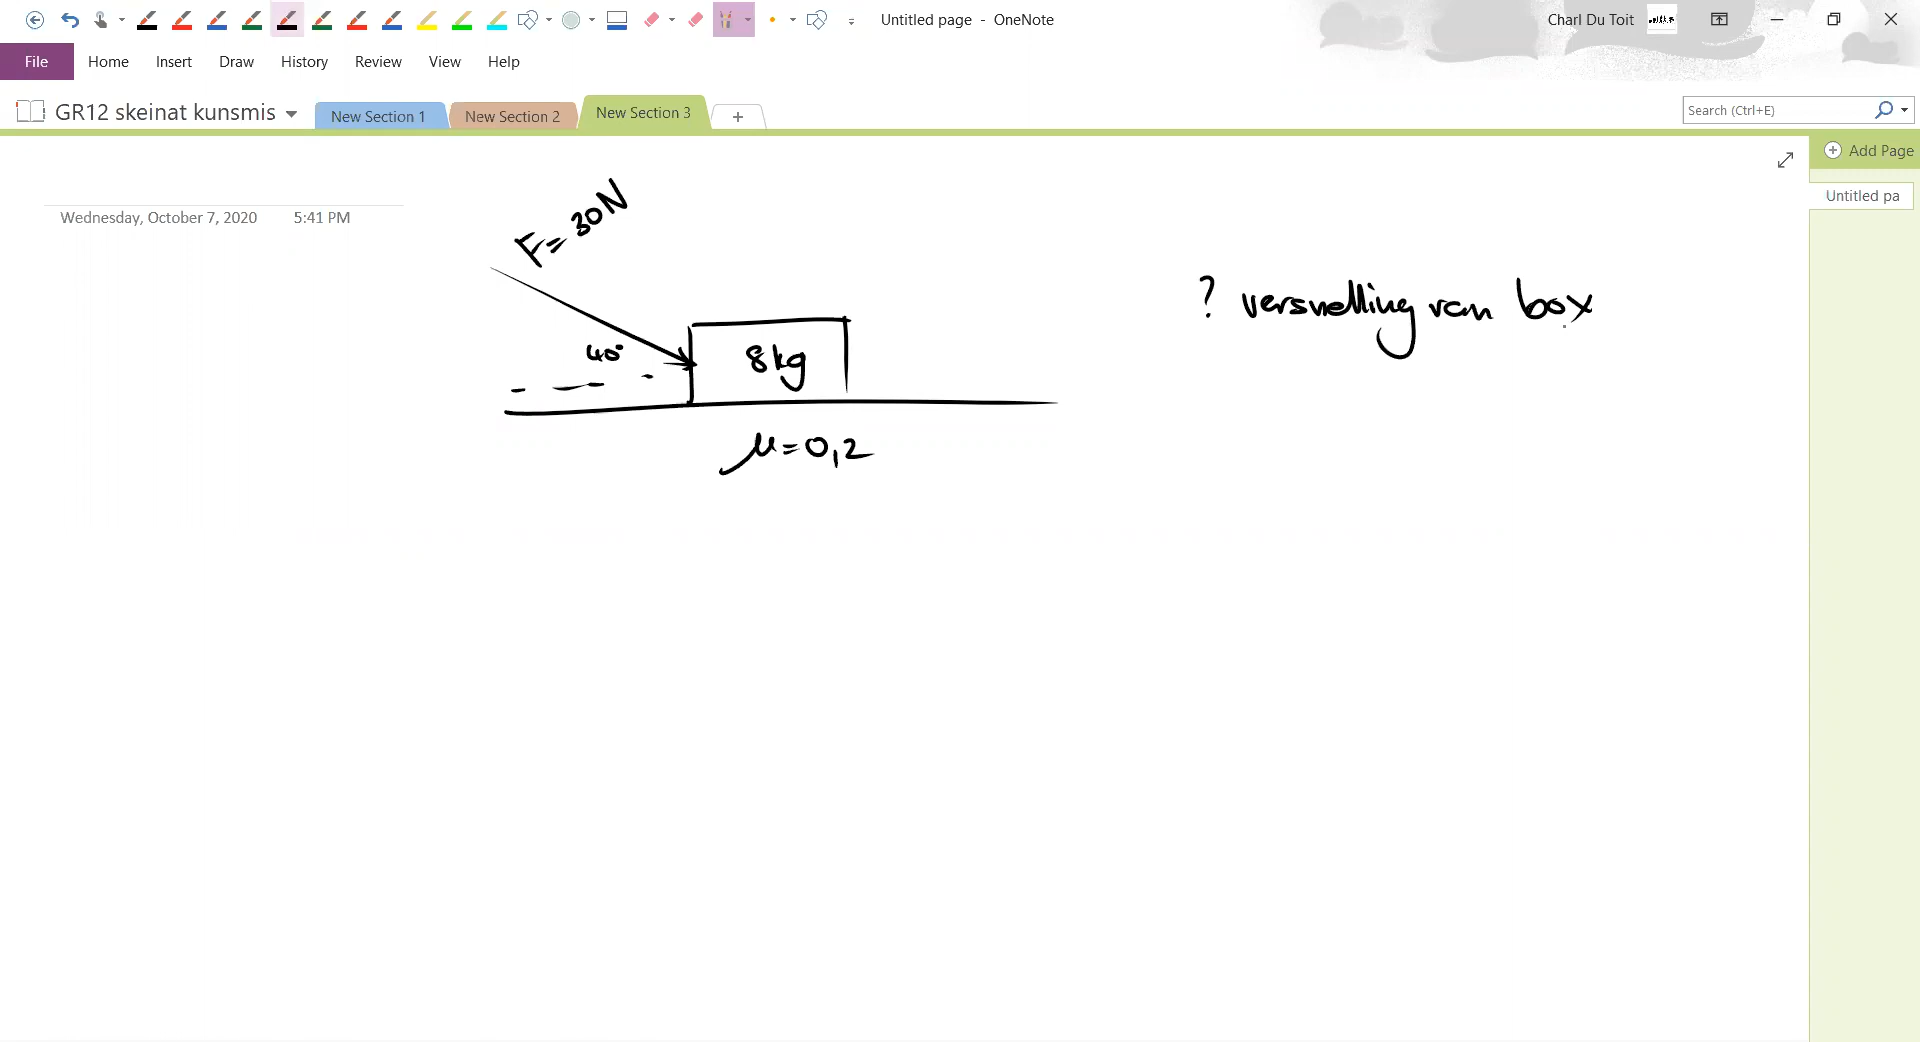 Untitled page - OneNote
Charl Du Toit
File Home Insert Draw History Review View Help
GR12 skeinat kunsmis
New Section 1
New Section 2
New Section 3
Search (Ctrl+E)
Add Page
Untitled pa
Wednesday, October 7, 2020 5:41 PM
F = 30N
? versnelling van box
40°
8kg
μ = 0,2